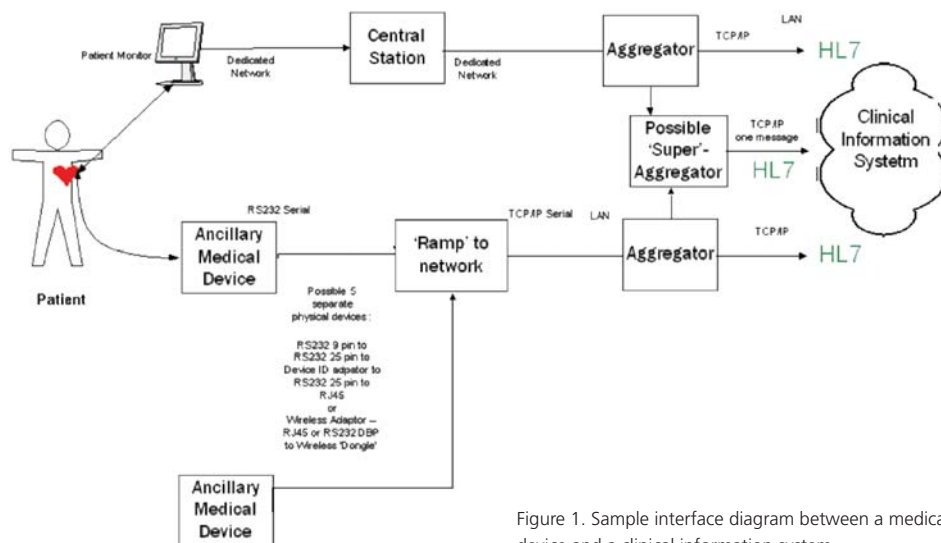 Patient Monitor
Dedicated
Network
Central
Station
Dedicated
Network
Aggregator
TCP/IP
LAN
HL7
Possible
'Super'-
Aggregator
TCP/IP
one message
HL7
Clinical
Information
Systetm
Patient
RS232 Serial
Ancillary
Medical
Device
'Ramp' to
network
TCP/IP Serial
LAN
Aggregator
TCP/IP
HL7
Possible 5
separate
physical devices :
RS232 9 pin to
RS232 25 pin to
Device ID adpator to
RS232 25 pin to
RJ45
or
Wireless Adaptor –
RJ45 or RS232 DBP
to Wireless 'Dongle'
Ancillary
Medical
Device
Figure 1. Sample interface diagram between a medica
device and a clinical information system